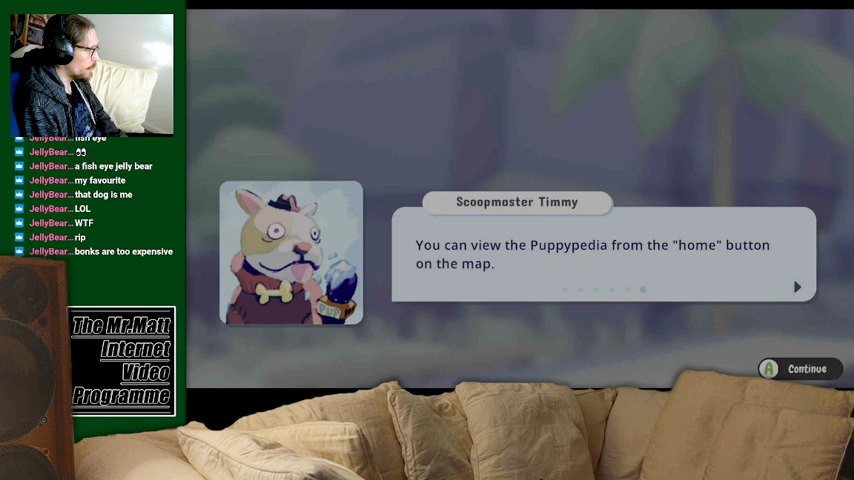 JellyBear... fish eye
JellyBear... 👀
JellyBear... a fish eye jelly bear
JellyBear... my favourite
JellyBear... that dog is me
JellyBear... LOL
JellyBear... WTF
JellyBear... rip
JellyBear... bonks are too expensive
The Mr.Matt
Internet
Video
Programme
Scoopmaster Timmy
You can view the Puppypedia from the "home" button
on the map.
PUP
A Continue